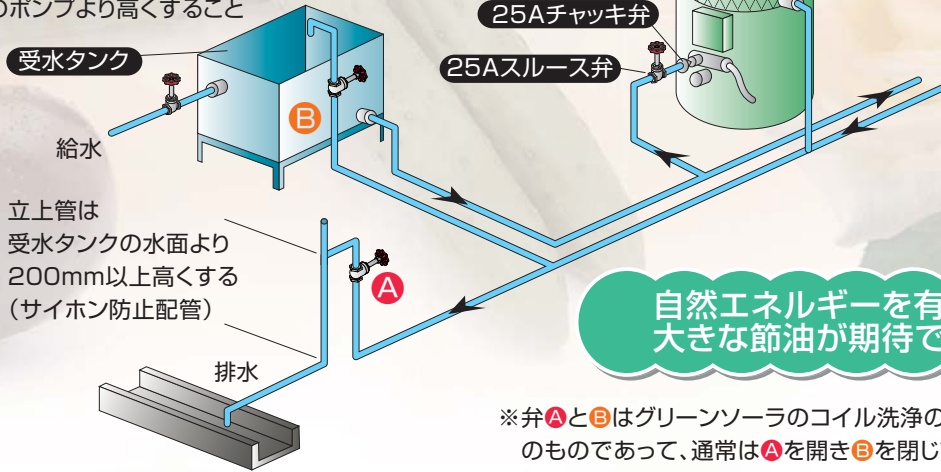 のポンプより高くすること
受水タンク
給水
B
立上管は
受水タンクの水面より
200mm以上高くする
（サイホン防止配管）
A
排水
25Aチャッキ弁
25Aスルース弁
自然エネルギーを有
大きな節油が期待で
※弁AとBはグリーンソーラのコイル洗浄の
のものであって、通常はAを開きBを閉じ